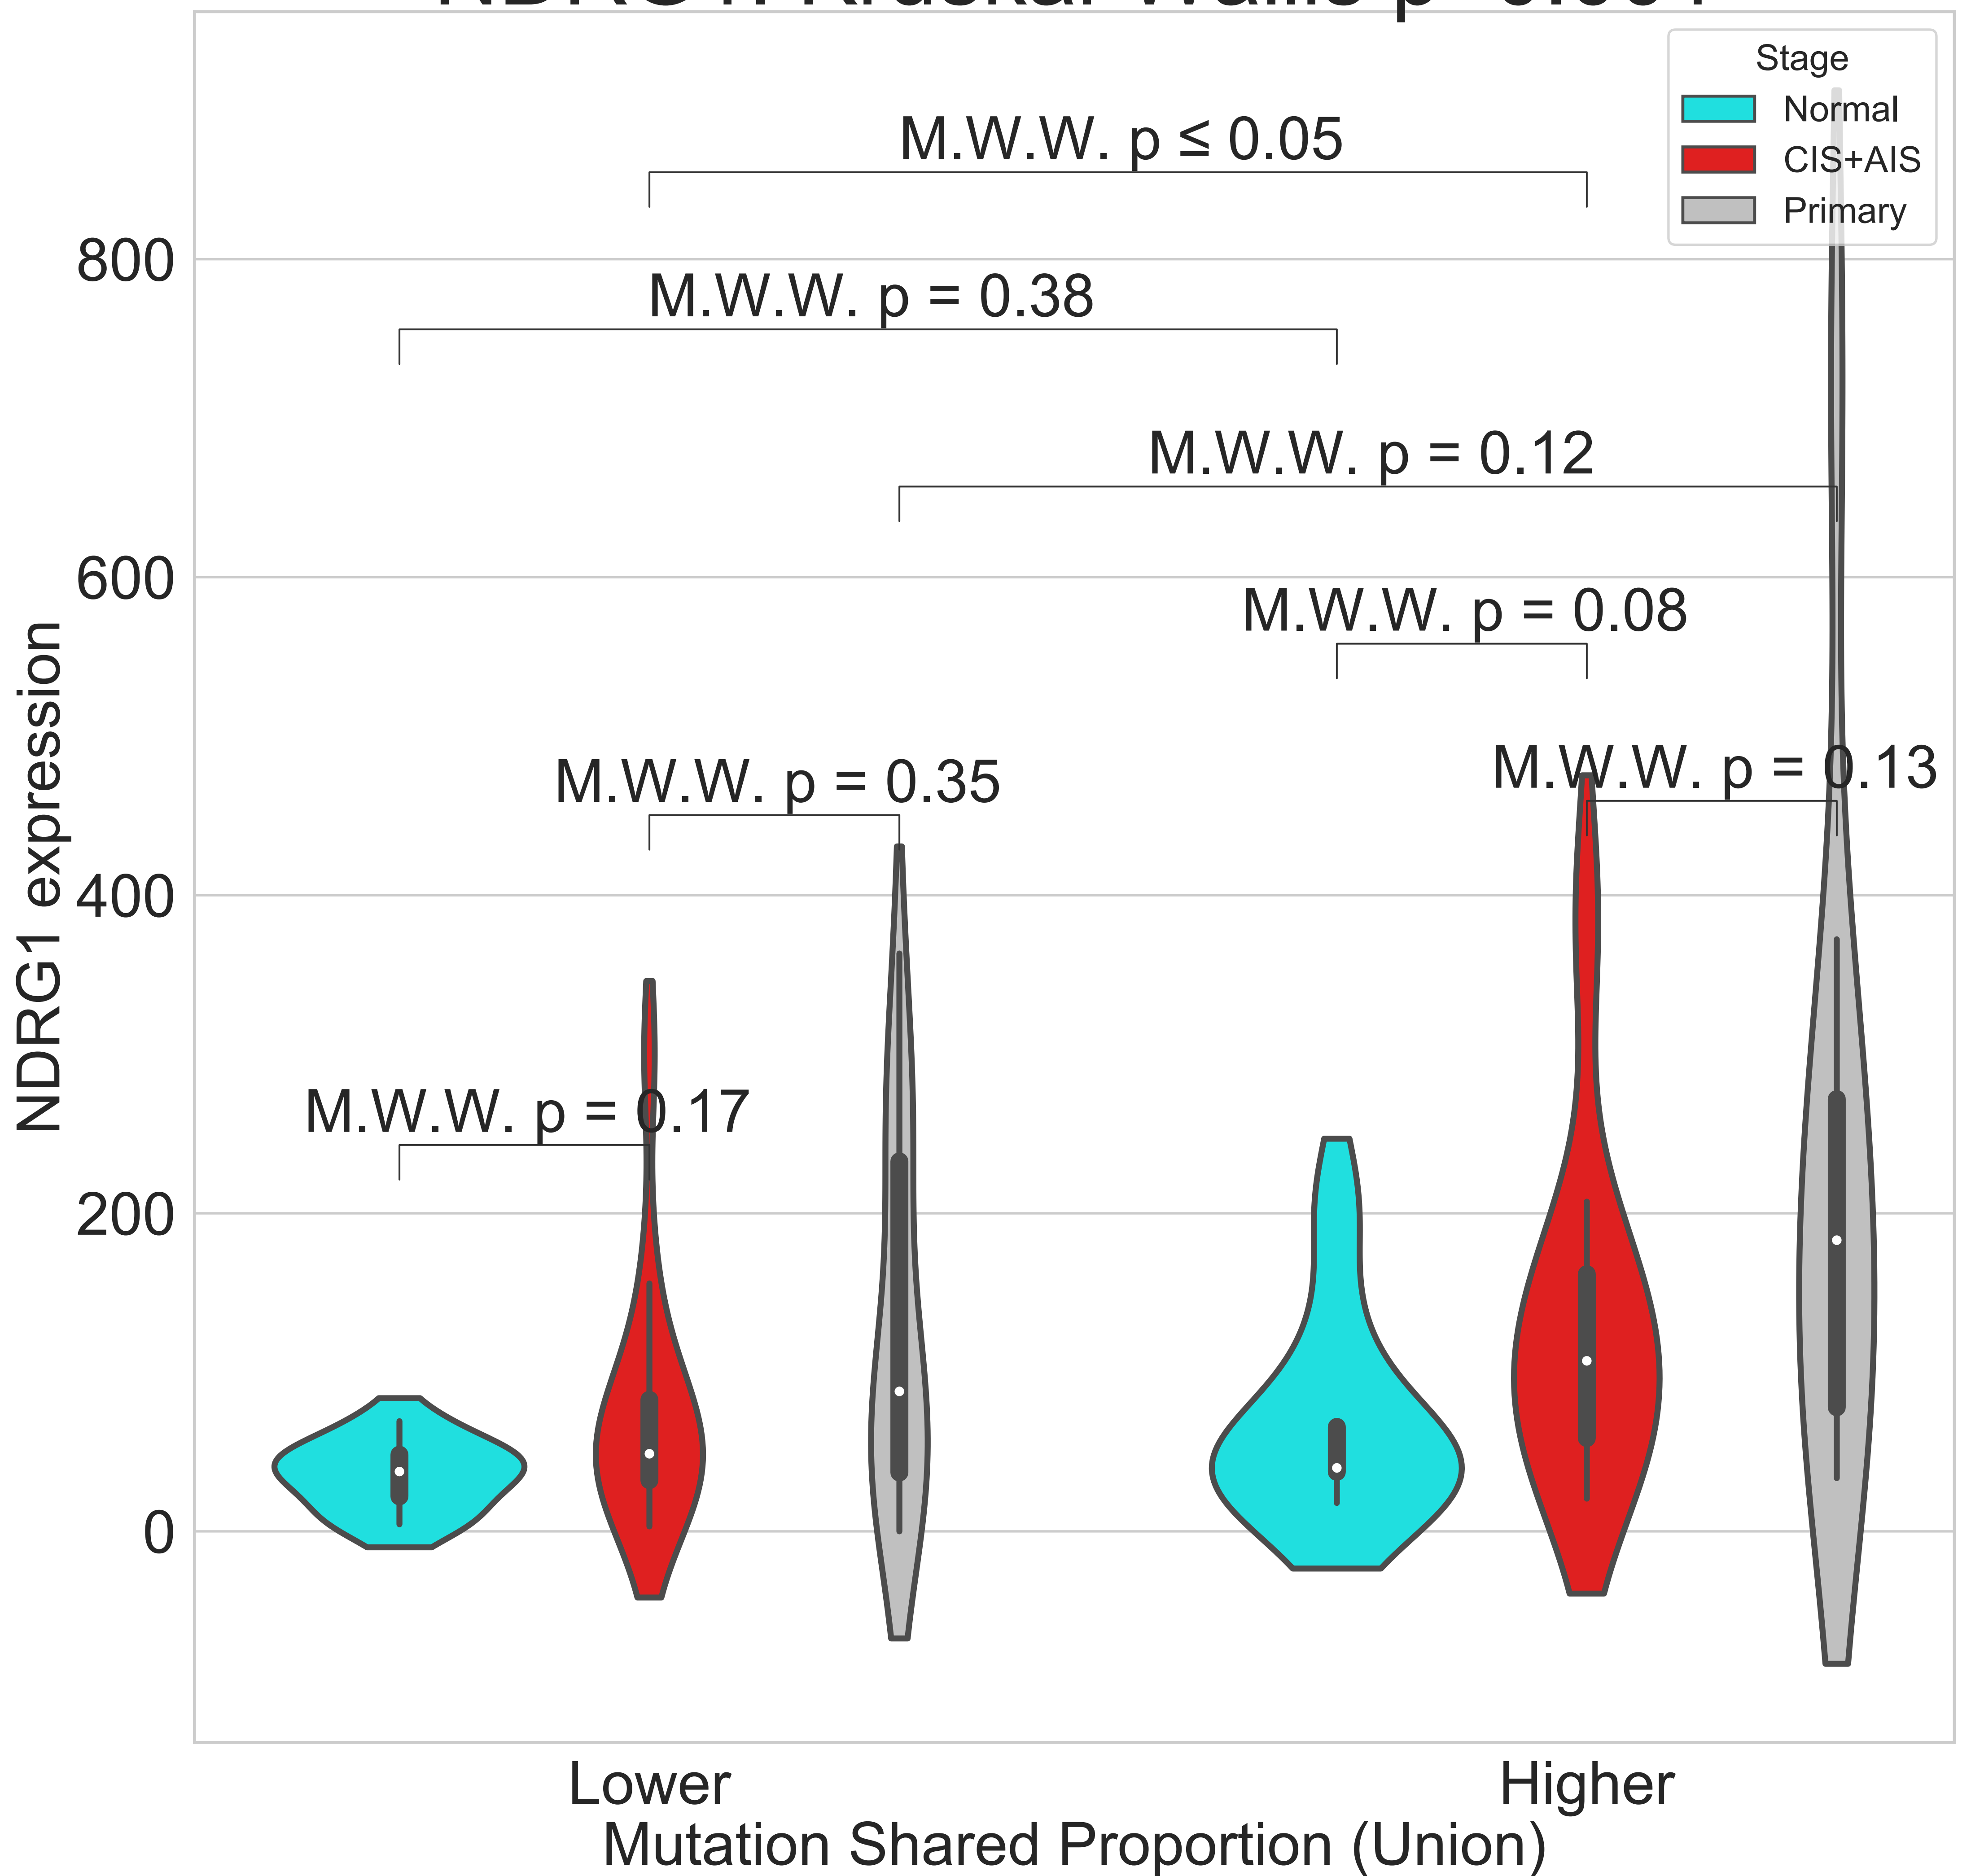 Stage
Normal
CIS+AIS
Primary
M.W.W. p ≤ 0.05
M.W.W. p = 0.38
M.W.W. p = 0.12
M.W.W. p = 0.08
M.W.W. p = 0.13
M.W.W. p = 0.35
M.W.W. p = 0.17
800
600
400
200
0
NDRG1 expression
Lower
Higher
Mutation Shared Proportion (Union)